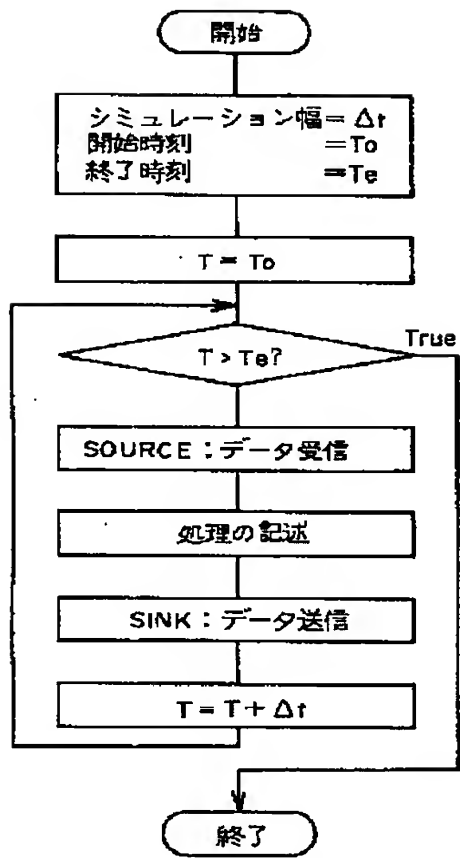 開始
シミュレーション幅= Δt
開始時刻 =To
終了時刻 =Te
T = To
T > Te?
True
SOURCE:データ受信
処理の記述
SINK:データ送信
T = T + Δt
終了